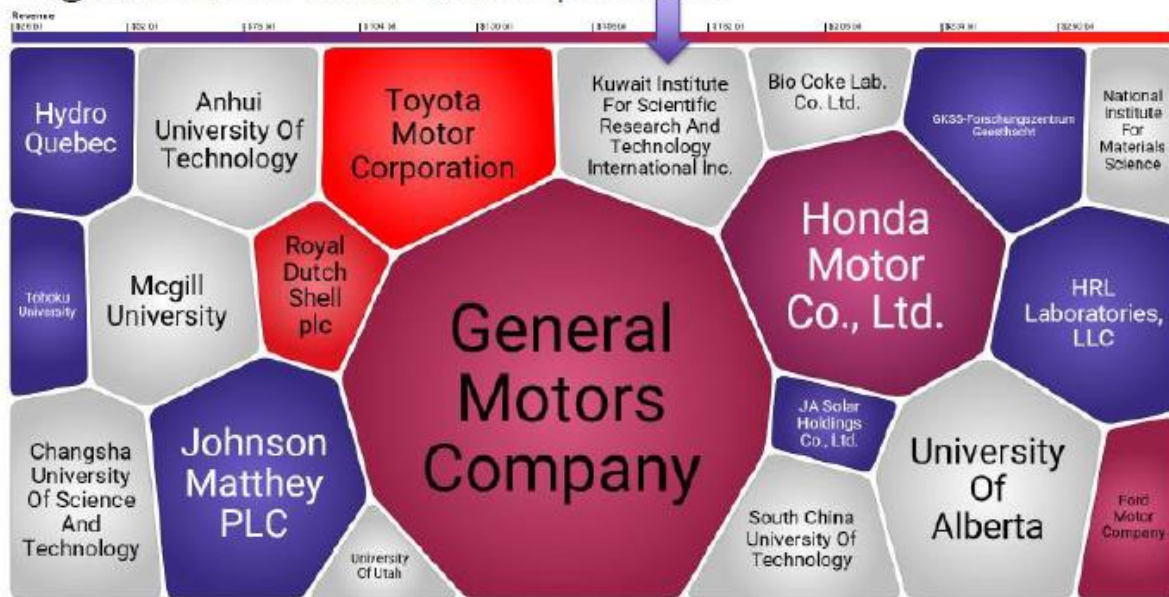 Revenue
Hydro
Quebec
Anhui
University Of
Technology
Toyota
Motor
Corporation
Kuwait Institute
For Scientific
Research And
Technology
International Inc.
Bio Coke Lab.
Co. Ltd.
GKSS-Forschungszentrum
Geesthacht
National
Institute
For
Materials
Science
Tohoku
University
Mcgill
University
Royal
Dutch
Shell
plc
General
Motors
Company
Honda
Motor
Co., Ltd.
HRL
Laboratories,
LLC
Changsha
University
Of Science
And
Technology
Johnson
Matthey
PLC
University
Of Utah
JA Solar
Holdings
Co., Ltd.
South China
University Of
Technology
University
Of
Alberta
Ford
Motor
Company